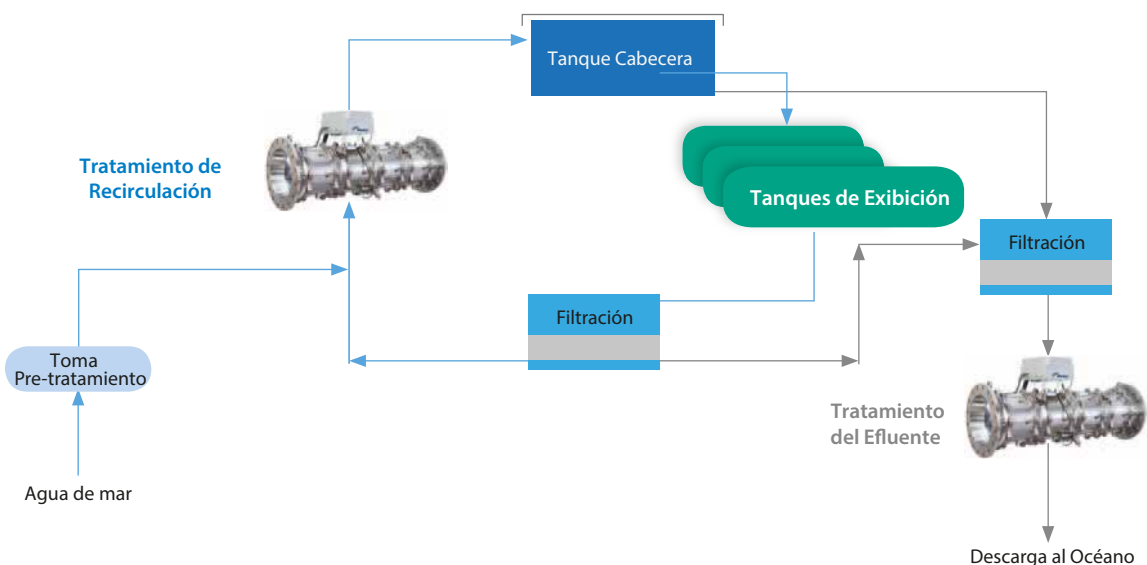 Tanque Cabecera
Tratamiento de
Recirculación
Tanques de Exibición
Filtración
Filtración
Toma
Pre-tratamiento
Tratamiento
del Efluente
Agua de mar
Descarga al Océano